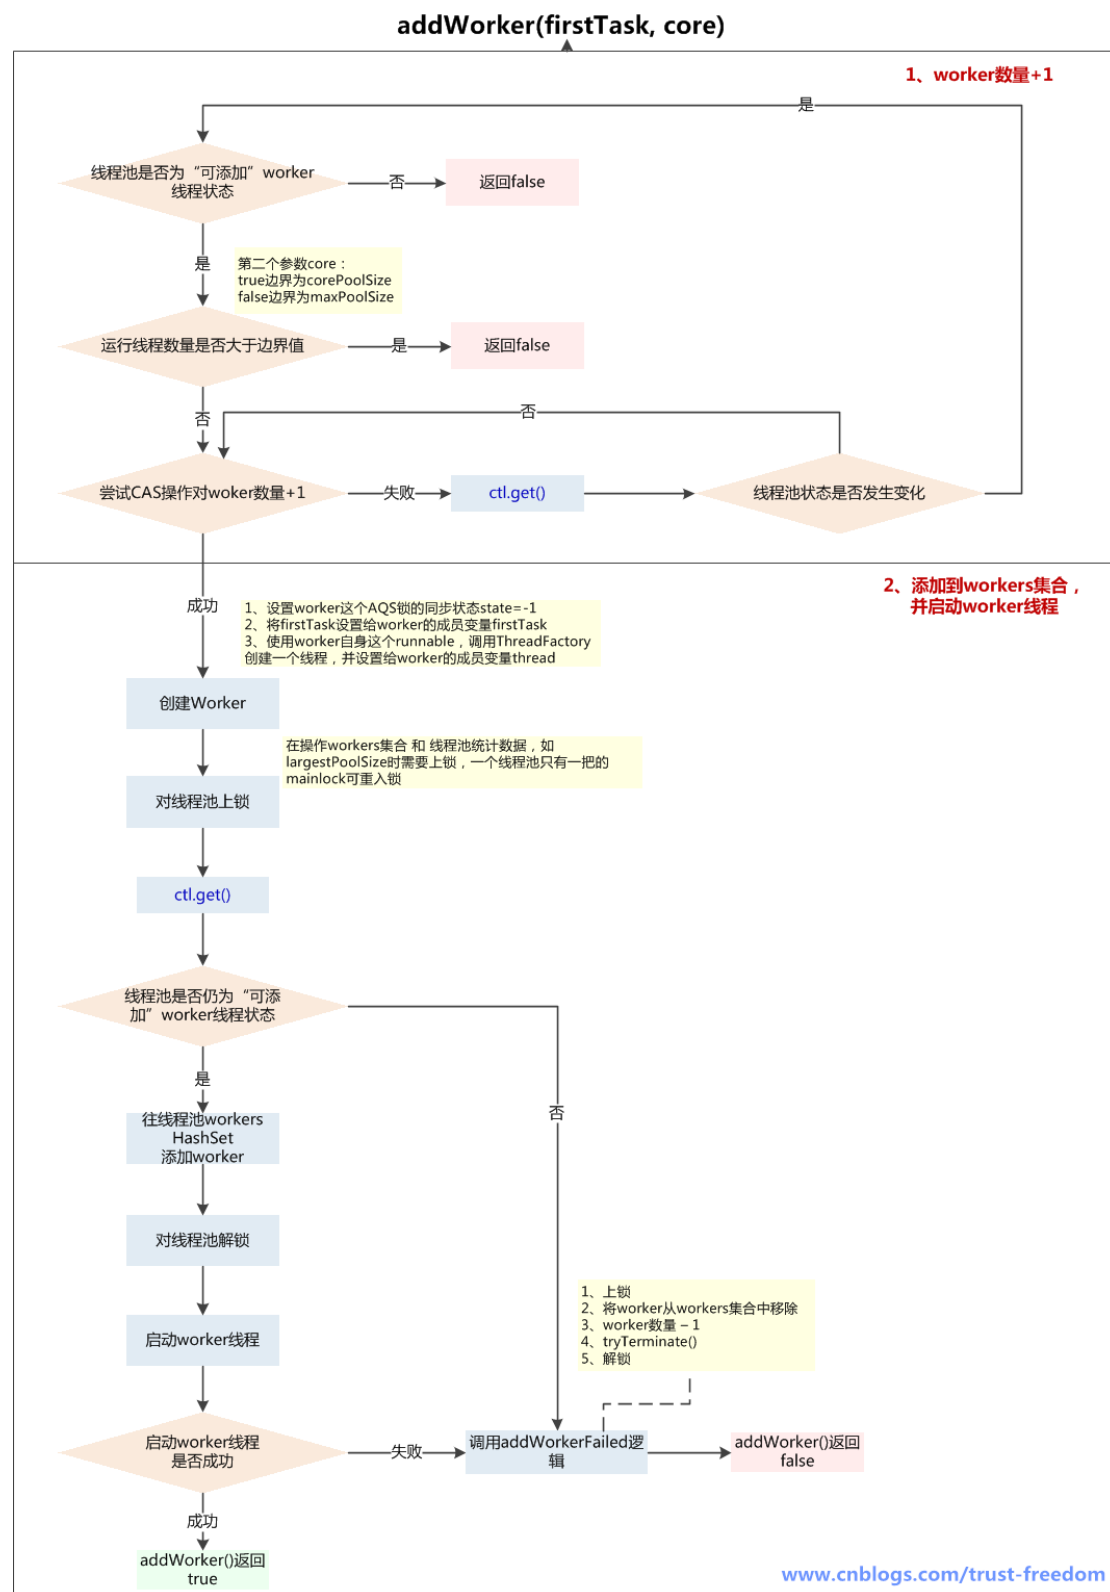 addWorker(firstTask, core)
1、worker数量+1
是
线程池是否为“可添加”worker
线程状态
否
返回false
是
第二个参数core：
true边界为corePoolSize
false边界为maxPoolSize
运行线程数量是否大于边界值
是
返回false
否
否
尝试CAS操作对woker数量+1
失败
ctl.get()
线程池状态是否发生变化
2、添加到workers集合，
并启动worker线程
成功
1、设置worker这个AQS锁的同步状态state=-1
2、将firstTask设置给worker的成员变量firstTask
3、使用worker自身这个runnable，调用ThreadFactory
创建一个线程，并设置给worker的成员变量thread
创建Worker
在操作workers集合 和 线程池统计数据，如
largestPoolSize时需要上锁，一个线程池只有一把的
mainlock可重入锁
对线程池上锁
ctl.get()
线程池是否仍为“可添
加”worker线程状态
是
否
往线程池workers
HashSet
添加worker
对线程池解锁
启动worker线程
1、上锁
2、将worker从workers集合中移除
3、worker数量 – 1
4、tryTerminate()
5、解锁
启动worker线程
是否成功
失败
调用addWorkerFailed逻
辑
addWorker()返回
false
成功
addWorker()返回
true
www.cnblogs.com/trust-freedom